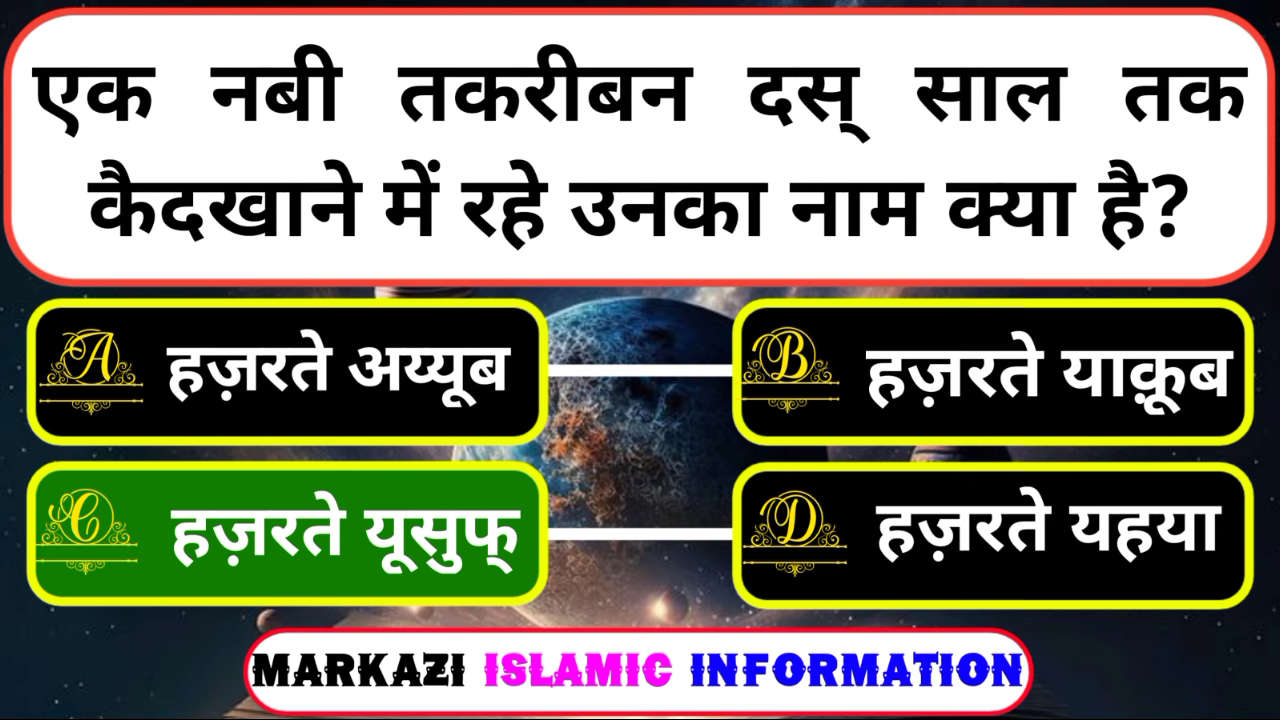 एक नबी तकरीबन दस् साल तक
कैदखाने में रहे उनका नाम क्या है?
A हज़रते अय्यूब
B हज़रते याक़ूब
C हज़रते यूसुफ्
D हज़रते यहया
MARKAZI ISLAMIC INFORMATION